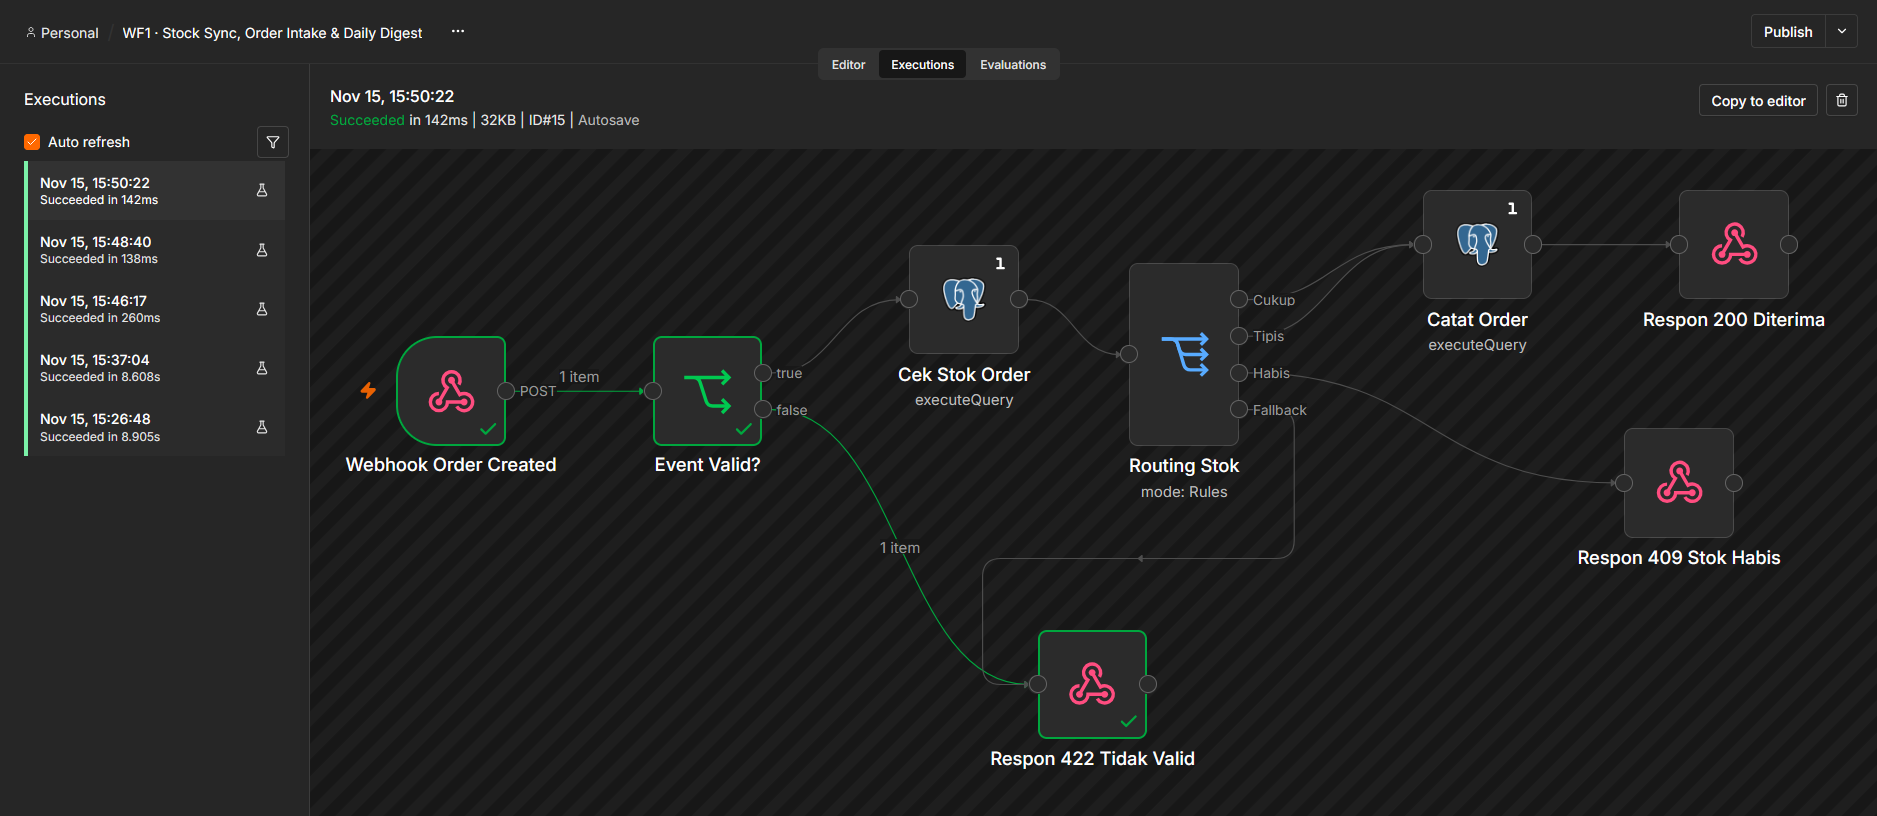 Personal / WF1 · Stock Sync, Order Intake & Daily Digest ...
Publish
Editor Executions Evaluations
Executions
Auto refresh
Nov 15, 15:50:22
Succeeded in 142ms
Nov 15, 15:48:40
Succeeded in 138ms
Nov 15, 15:46:17
Succeeded in 260ms
Nov 15, 15:37:04
Succeeded in 8.608s
Nov 15, 15:26:48
Succeeded in 8.905s
Nov 15, 15:50:22
Succeeded in 142ms | 32KB | ID#15 | Autosave
Copy to editor
POST
1 item
Webhook Order Created
true
false
Event Valid?
1
Cek Stok Order
executeQuery
Cukup
Tipis
Habis
Fallback
Routing Stok
mode: Rules
1
Catat Order
executeQuery
Respon 200 Diterima
Respon 409 Stok Habis
1 item
Respon 422 Tidak Valid